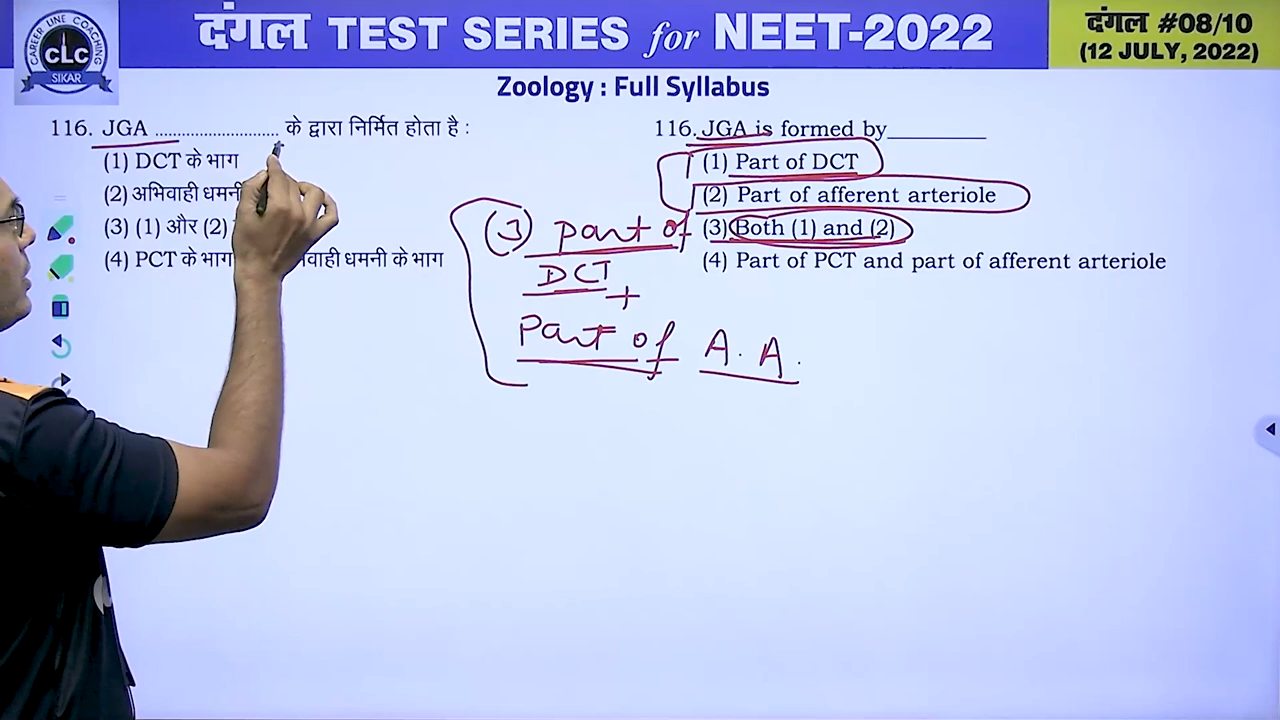 दंगल TEST SERIES for NEET-2022
दंगल #08/10
(12 JULY, 2022)
CAREER LINE COACHING
CLC
SIKAR
Zoology : Full Syllabus
116. JGA ............................ के द्वारा निर्मित होता है :
(1) DCT के भाग
(2) अभिवाही धमनी
(3) (1) और (2)
(4) PCT के भाग वाही धमनी के भाग
116. JGA is formed by___________
(1) Part of DCT
(2) Part of afferent arteriole
(3) Both (1) and (2)
(4) Part of PCT and part of afferent arteriole
(3) part of
DCT
+
Part of A.A.